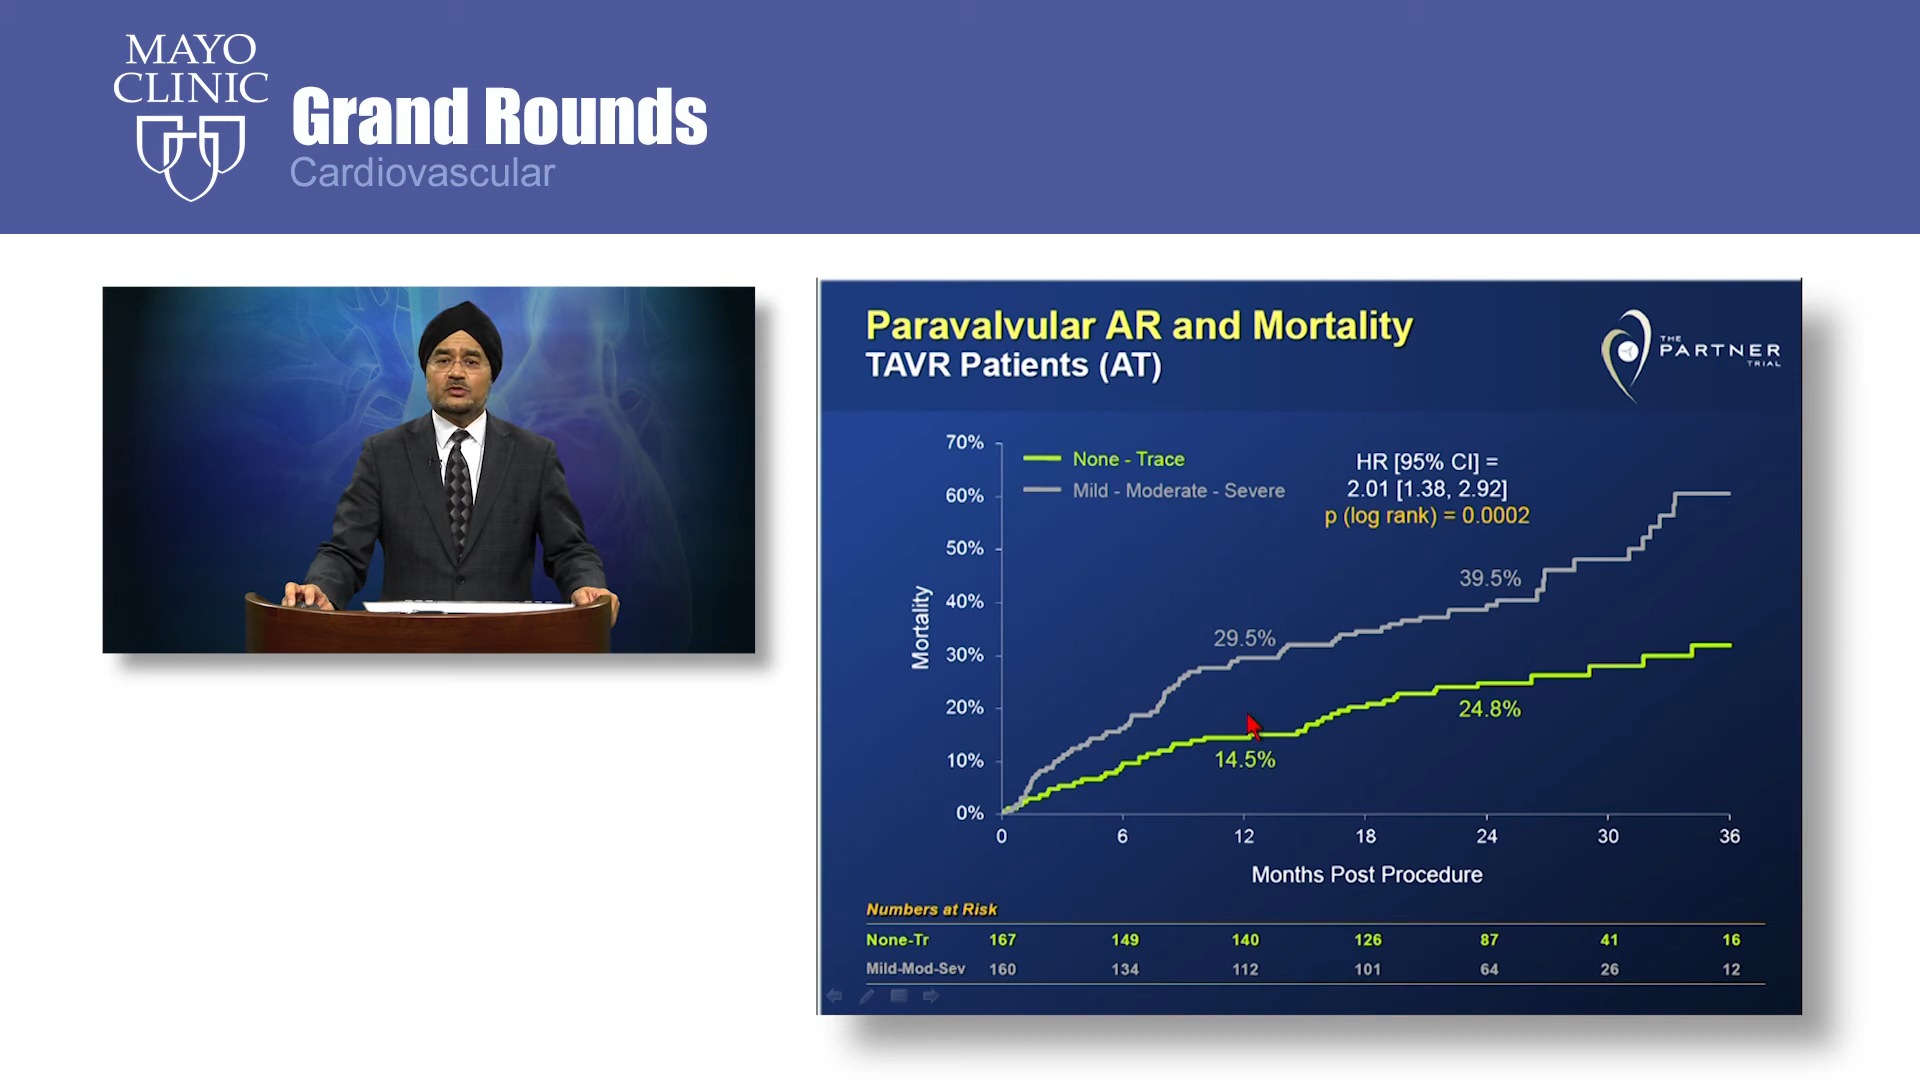 MAYO
CLINIC
Grand Rounds
Cardiovascular
Paravalvular AR and Mortality
TAVR Patients (AT)
THE
PARTNER
TRIAL
70%
60%
50%
40%
30%
20%
10%
0%
Mortality
None - Trace
Mild - Moderate - Severe
HR [95% CI] =
2.01 [1.38, 2.92]
p (log rank) = 0.0002
39.5%
29.5%
24.8%
14.5%
0 6 12 18 24 30 36
Months Post Procedure
Numbers at Risk
None-Tr 167 149 140 126 87 41 16
Mild-Mod-Sev 160 134 112 101 64 26 12